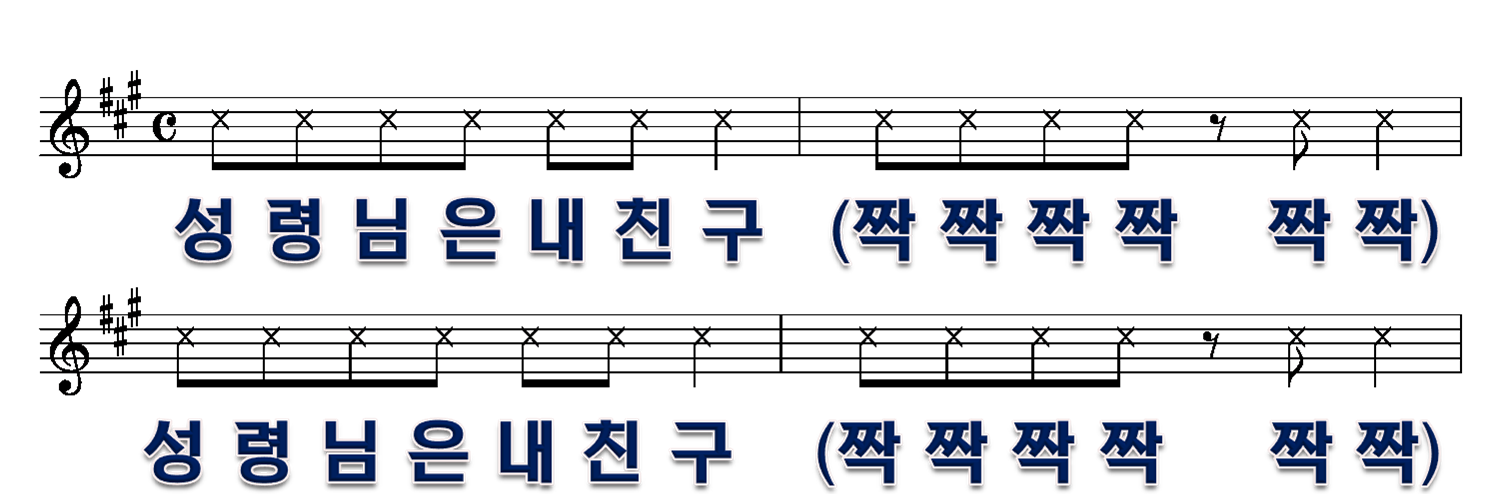 성 령 님 은 내 친 구 (짝 짝 짝 짝 짝 짝)
성 령 님 은 내 친 구 (짝 짝 짝 짝 짝 짝)